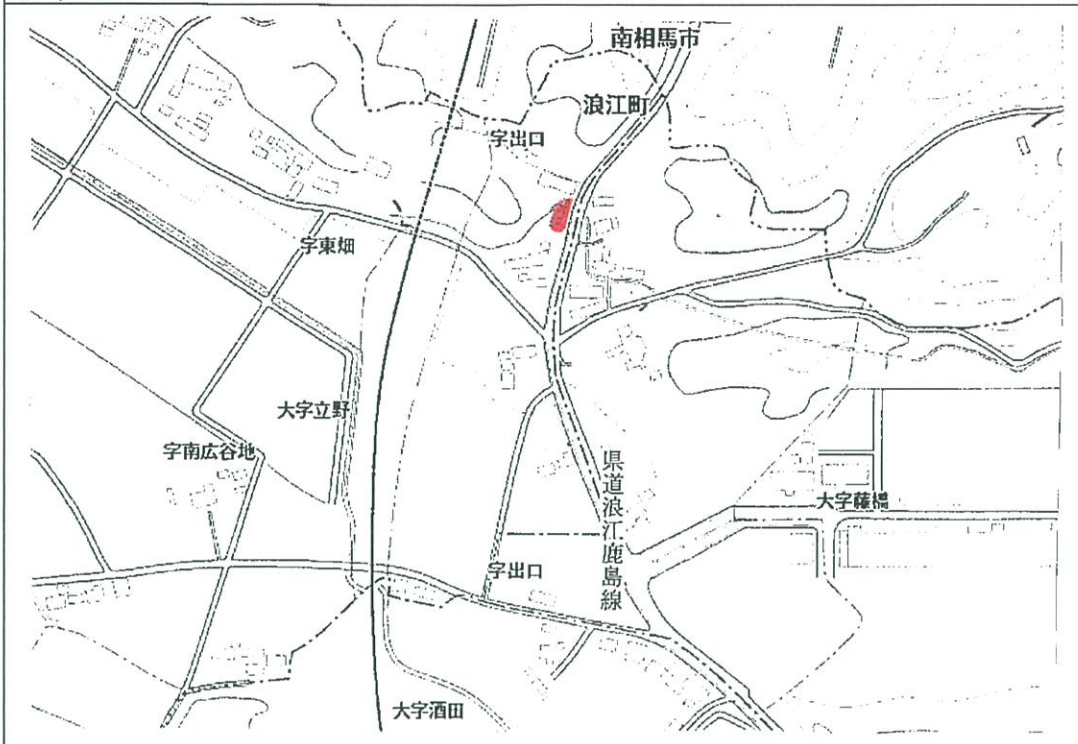 南相馬市
浪江町
字出口
字東畑
大字立野
字南広谷地
県道浪江鹿島線
大字藤橋
字出口
大字酒田